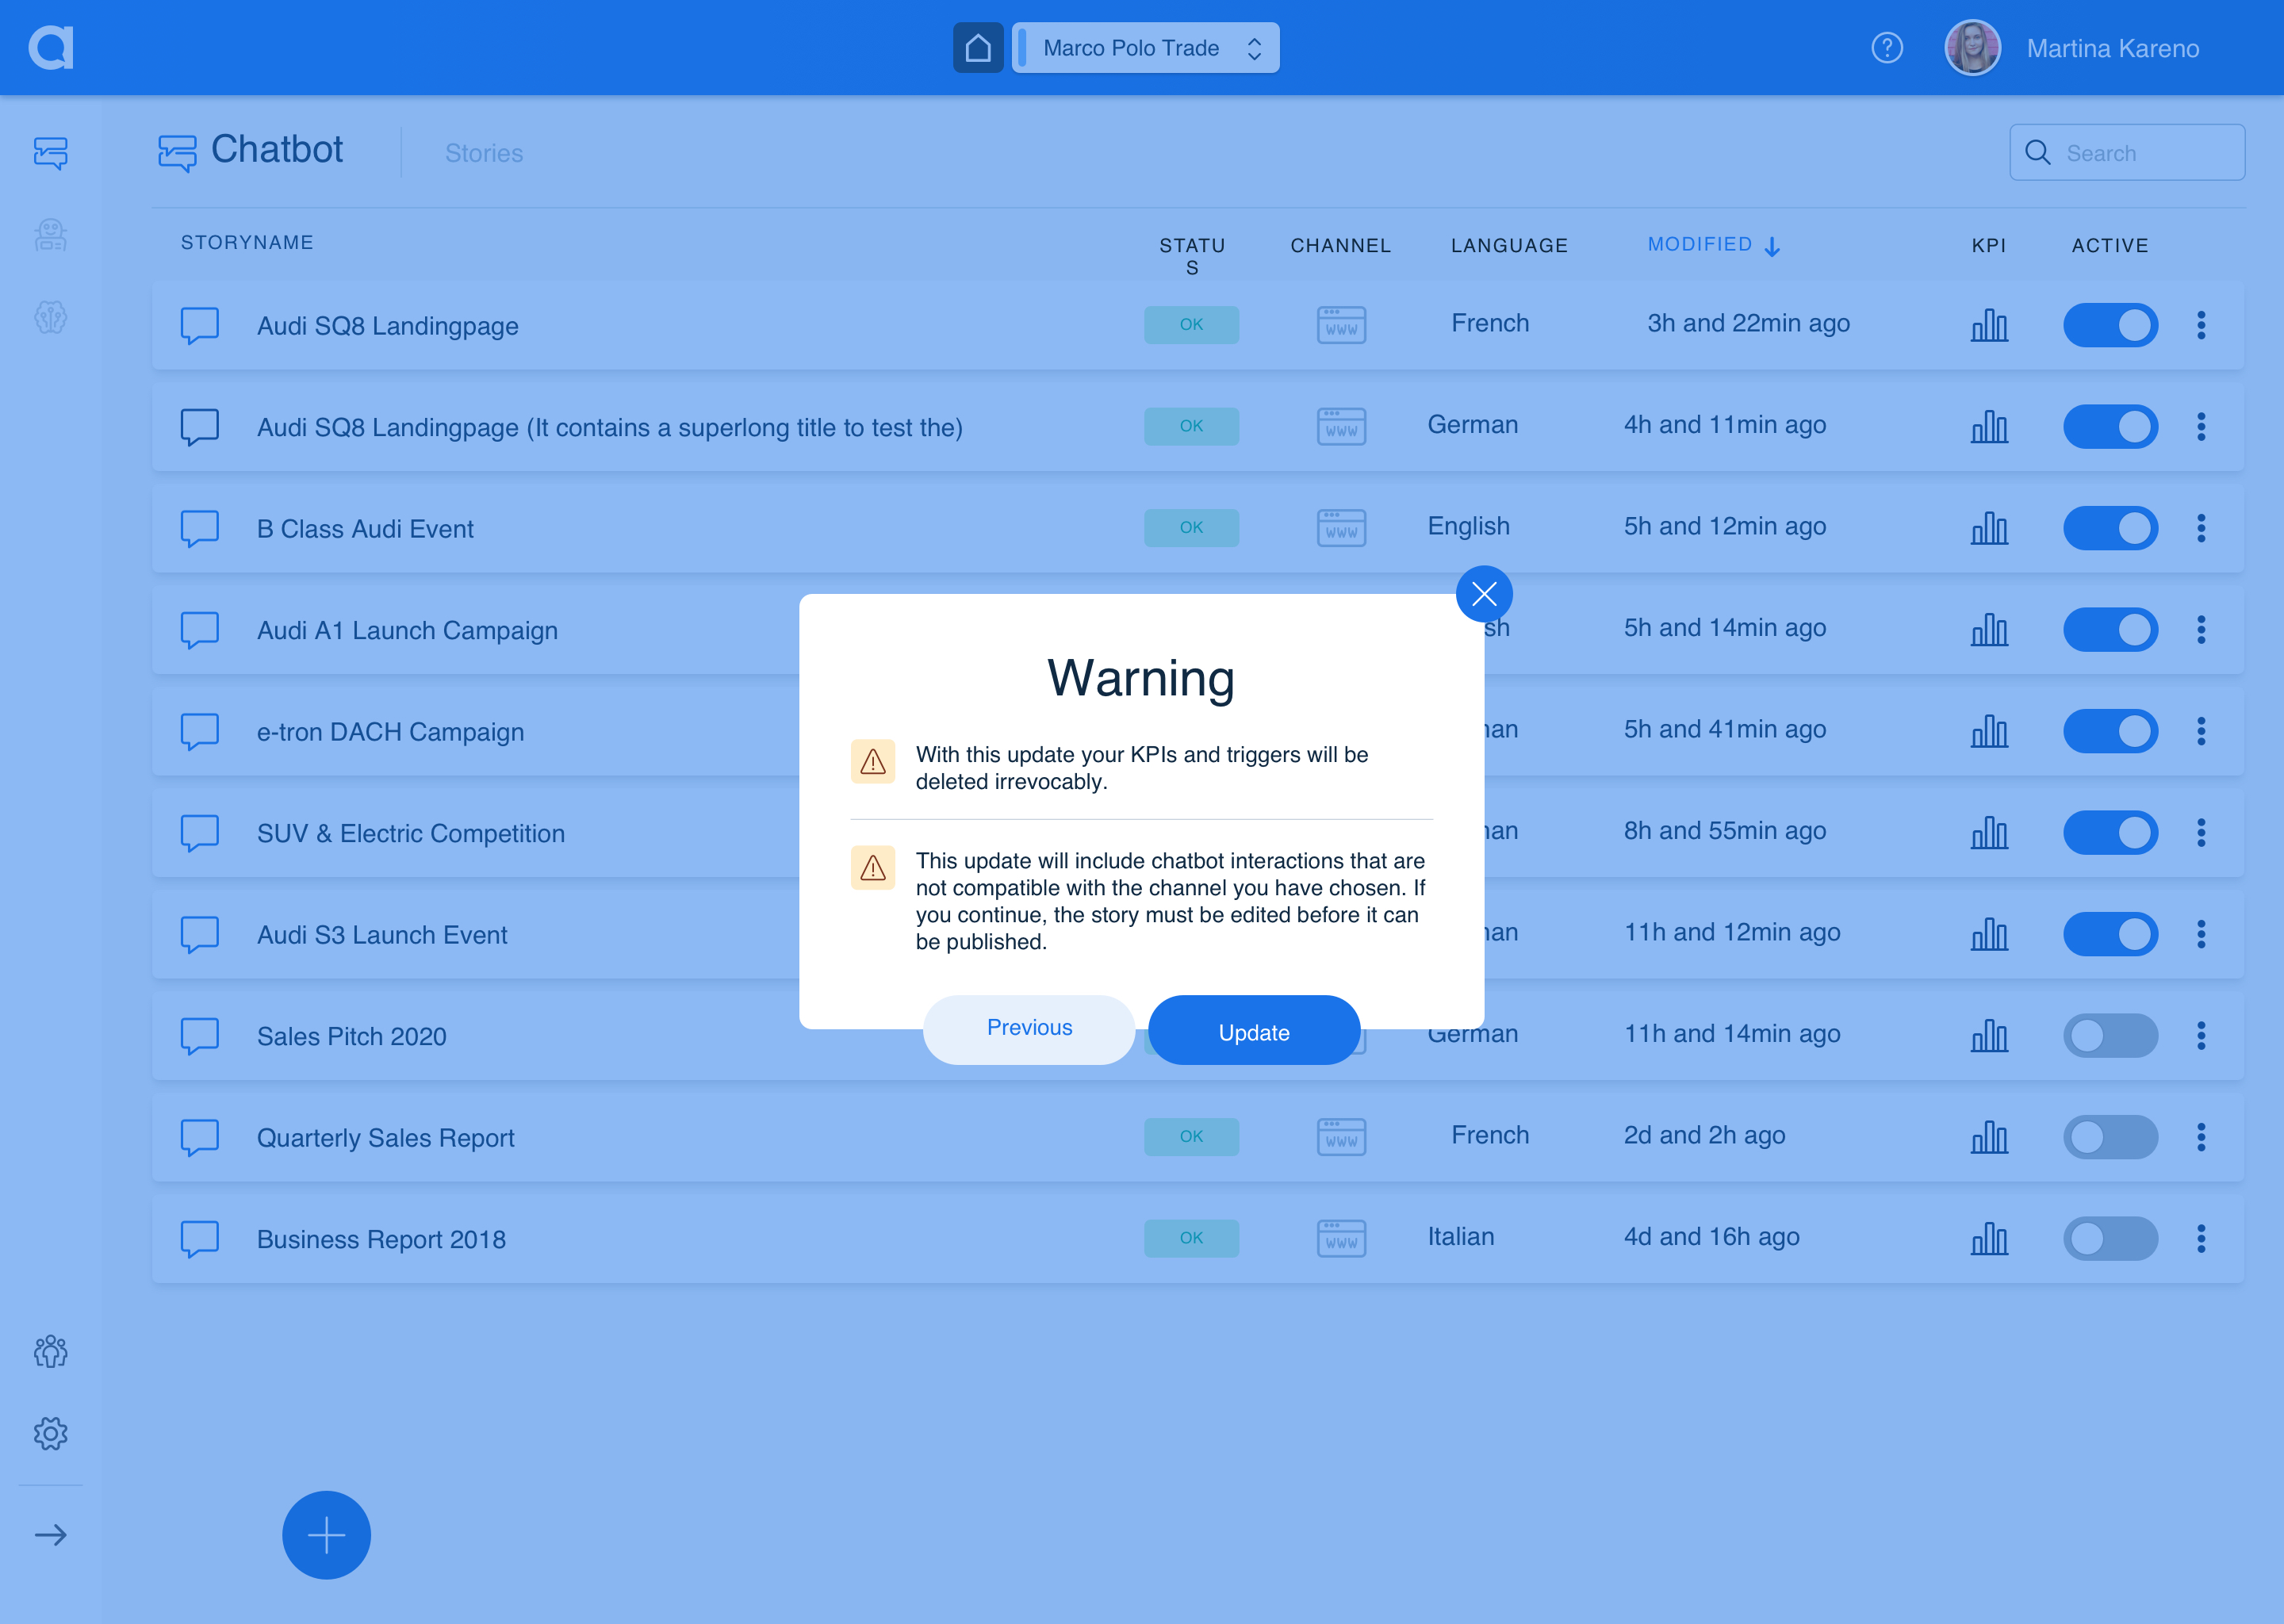 Marco Polo Trade
?
Martina Kareno
Chatbot
Stories
Search
STORYNAME
STATU
S
CHANNEL
LANGUAGE
MODIFIED
KPI
ACTIVE
Audi SQ8 Landingpage
OK
WWW
French
3h and 22min ago
Audi SQ8 Landingpage (It contains a superlong title to test the)
OK
WWW
German
4h and 11min ago
B Class Audi Event
OK
WWW
English
5h and 12min ago
Audi A1 Launch Campaign
sh
5h and 14min ago
e-tron DACH Campaign
an
5h and 41min ago
SUV & Electric Competition
an
8h and 55min ago
Audi S3 Launch Event
an
11h and 12min ago
Sales Pitch 2020
German
11h and 14min ago
Quarterly Sales Report
OK
WWW
French
2d and 2h ago
Business Report 2018
OK
WWW
Italian
4d and 16h ago
Warning
With this update your KPIs and triggers will be
deleted irrevocably.
This update will include chatbot interactions that are
not compatible with the channel you have chosen. If
you continue, the story must be edited before it can
be published.
Previous
Update